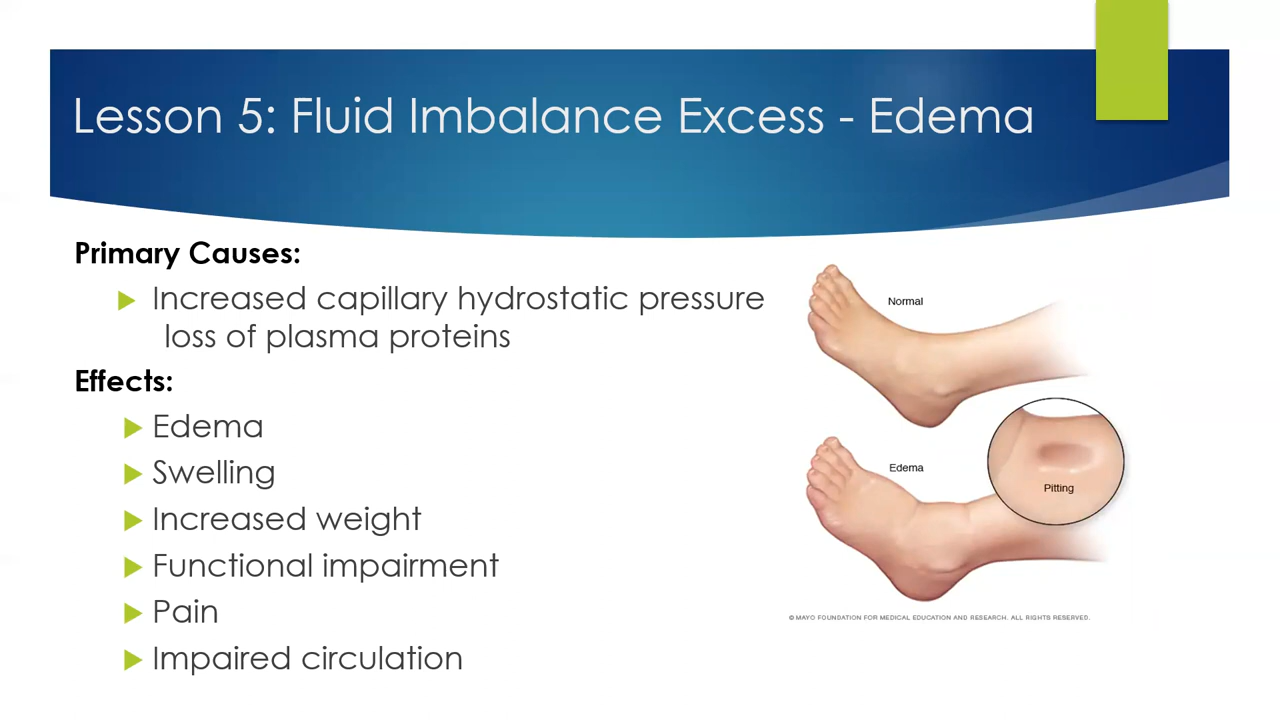 Lesson 5: Fluid Imbalance Excess - Edema
Primary Causes:
Increased capillary hydrostatic pressure
loss of plasma proteins
Effects:
Edema
Swelling
Increased weight
Functional impairment
Pain
Impaired circulation
Normal
Edema
Pitting
© MAYO FOUNDATION FOR MEDICAL EDUCATION AND RESEARCH. ALL RIGHTS RESERVED.